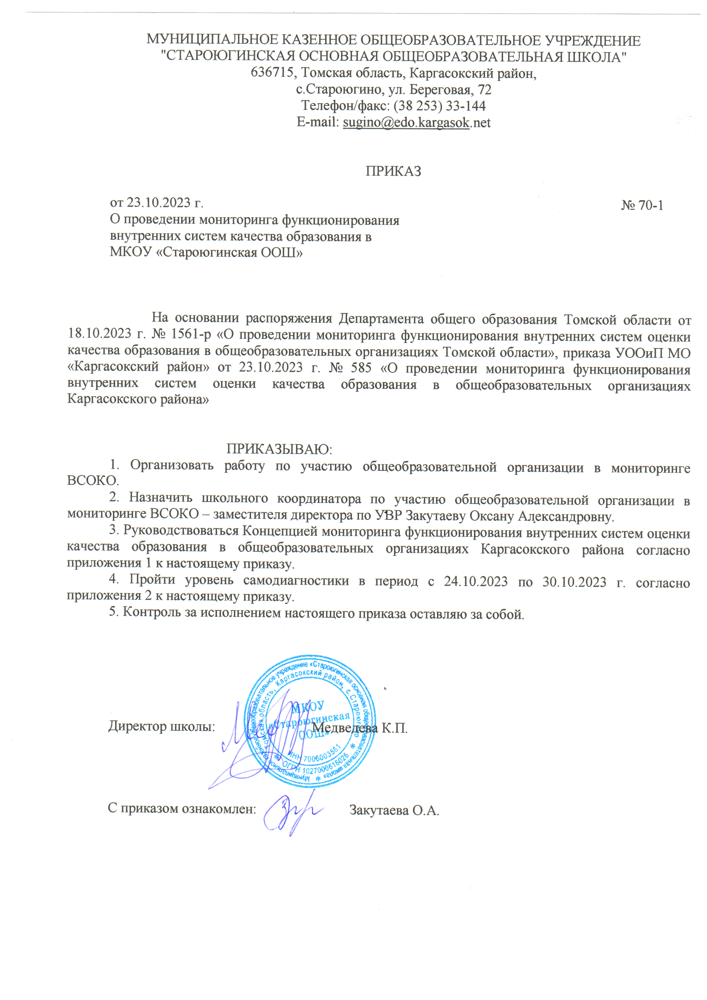 МУНИЦИПАЛЬНОЕ КАЗЕННОЕ ОБЩЕОБРАЗОВАТЕЛЬНОЕ УЧРЕЖДЕНИЕ
"СТАРОЮГИНСКАЯ ОСНОВНАЯ ОБЩЕОБРАЗОВАТЕЛЬНАЯ ШКОЛА"
636715, Томская область, Каргасокский район,
с.Староюгино, ул. Береговая, 72
Телефон/факс: (38 253) 33-144
E-mail: sugino@edo.kargasok.net
ПРИКАЗ
от 23.10.2023 г. № 70-1
О проведении мониторинга функционирования
внутренних систем качества образования в
МКОУ «Староюгинская ООШ»
На основании распоряжения Департамента общего образования Томской области от
18.10.2023 г. № 1561-р «О проведении мониторинга функционирования внутренних систем оценки
качества образования в общеобразовательных организациях Томской области», приказа УООиП МО
«Каргасокский район» от 23.10.2023 г. № 585 «О проведении мониторинга функционирования
внутренних систем оценки качества образования в общеобразовательных организациях
Каргасокского района»
ПРИКАЗЫВАЮ:
1. Организовать работу по участию общеобразовательной организации в мониторинге
ВСОКО.
2. Назначить школьного координатора по участию общеобразовательной организации в
мониторинге ВСОКО – заместителя директора по УВР Закутаеву Оксану Александровну.
3. Руководствоваться Концепцией мониторинга функционирования внутренних систем оценки
качества образования в общеобразовательных организациях Каргасокского района согласно
приложения 1 к настоящему приказу.
4. Пройти уровень самодиагностики в период с 24.10.2023 по 30.10.2023 г. согласно
приложения 2 к настоящему приказу.
5. Контроль за исполнением настоящего приказа оставляю за собой.
Директор школы: Медведева К.П.
Муниципальное казенное общеобразовательное учреждение «Староюгинская основная общеобразовательная школа»
Томская область, Каргасокский район, с.Староюгино
МКОУ
«Староюгинская
ООШ»
ИНН 7006003561
ОГРН 1027000616026
С приказом ознакомлен: Закутаева О.А.